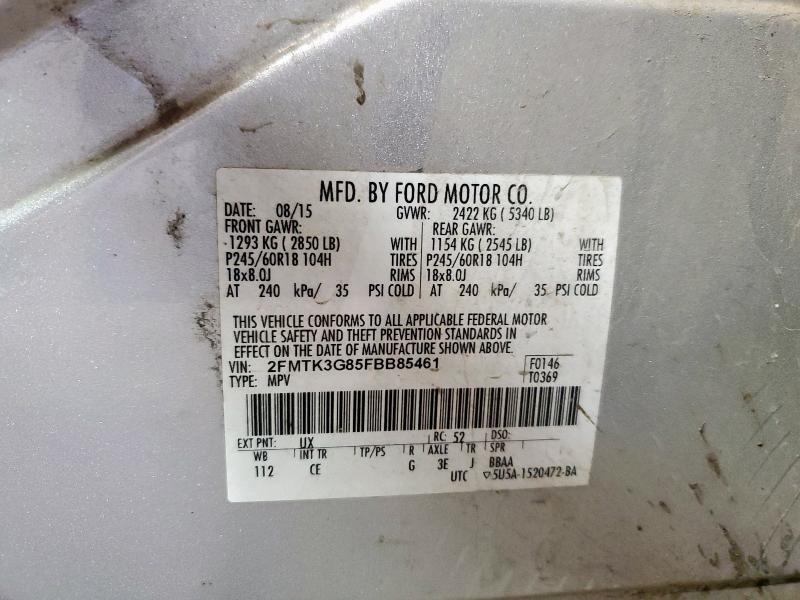 MFD. BY FORD MOTOR CO.
DATE: 08/15 GVWR: 2422 KG ( 5340 LB)
FRONT GAWR: REAR GAWR:
1293 KG ( 2850 LB) WITH 1154 KG ( 2545 LB) WITH
P245/60R18 104H TIRES P245/60R18 104H TIRES
18x8.0J RIMS 18x8.0J RIMS
AT 240 kPa/ 35 PSI COLD AT 240 kPa/ 35 PSI COLD
THIS VEHICLE CONFORMS TO ALL APPLICABLE FEDERAL MOTOR
VEHICLE SAFETY AND THEFT PREVENTION STANDARDS IN
EFFECT ON THE DATE OF MANUFACTURE SHOWN ABOVE.
VIN: 2FMTK3G85FBB85461 F0146
TYPE: MPV T0369
EXT PNT: UX RC: 52 DSO:
WB INT TR TP/PS R AXLE TR SPR
112 CE G 3E J BBAA
UTC ▽5U5A-1520472-BA